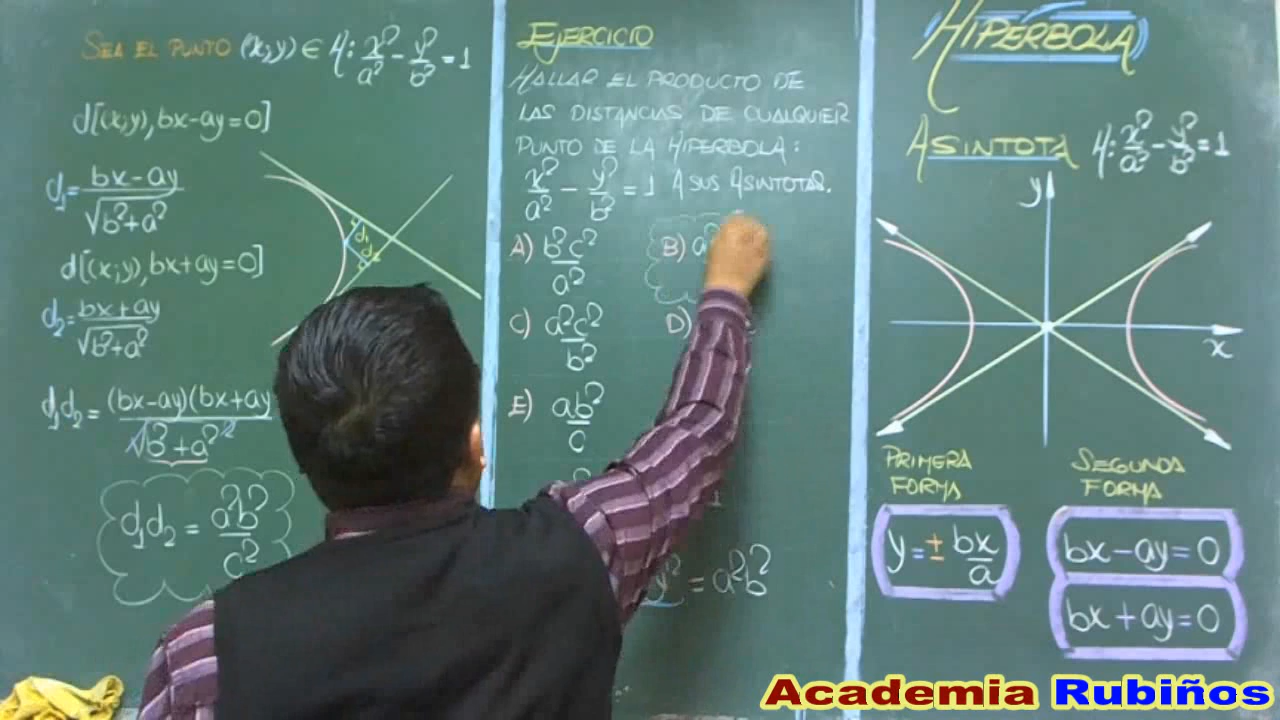 SEA EL PUNTO (x;y) ∈ H: x²/a² - y²/b² = 1
d[(x;y), bx-ay=0]
d₁ = bx-ay / √b²+a²
d[(x;y), bx+ay=0]
d₂ = bx+ay / √b²+a²
d₁d₂ = (bx-ay)(bx+ay / √b²+a²²
d₁d₂ = a²b² / c²
d₁
EJERCICIO
HALLAR EL PRODUCTO DE
LAS DISTANCIAS DE CUALQUIER
PUNTO DE LA HIPERBOLA:
x²/a² - y²/b² = 1 A SUS ASINTOTAS.
A) b²c²/a²
B) a²
C) a²c²/b²
D)
E) ab²/c
y² = a²b²
HIPERBOLA
ASINTOTA H: x²/a² - y²/b² = 1
y
x
PRIMERA
FORMA
y = ± bx/a
SEGUNDA
FORMA
bx-ay=0
bx+ay=0
Academia Rubiños